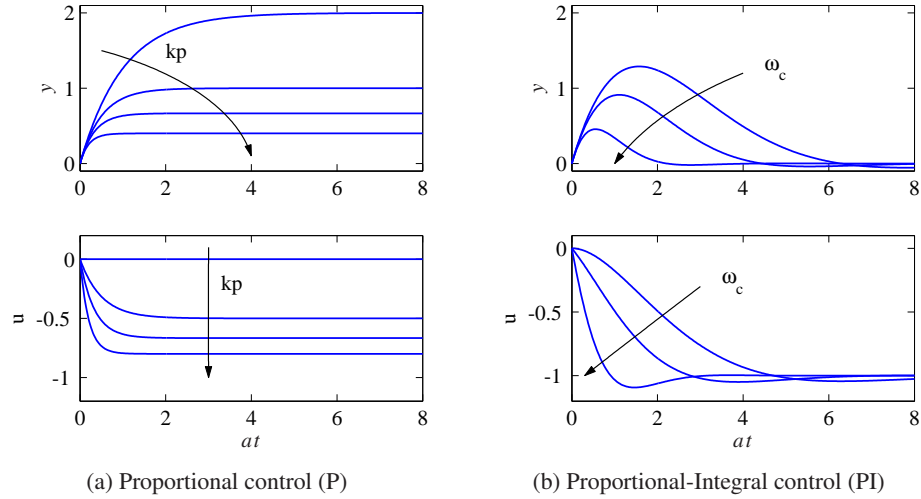 2
1
0
y
kp
0 2 4 6 8
0
-0.5
-1
u
kp
0 2 4 6 8
at
(a) Proportional control (P)
2
1
0
y
ω_c
0 2 4 6 8
0
-0.5
-1
u
ω_c
0 2 4 6 8
at
(b) Proportional-Integral control (PI)